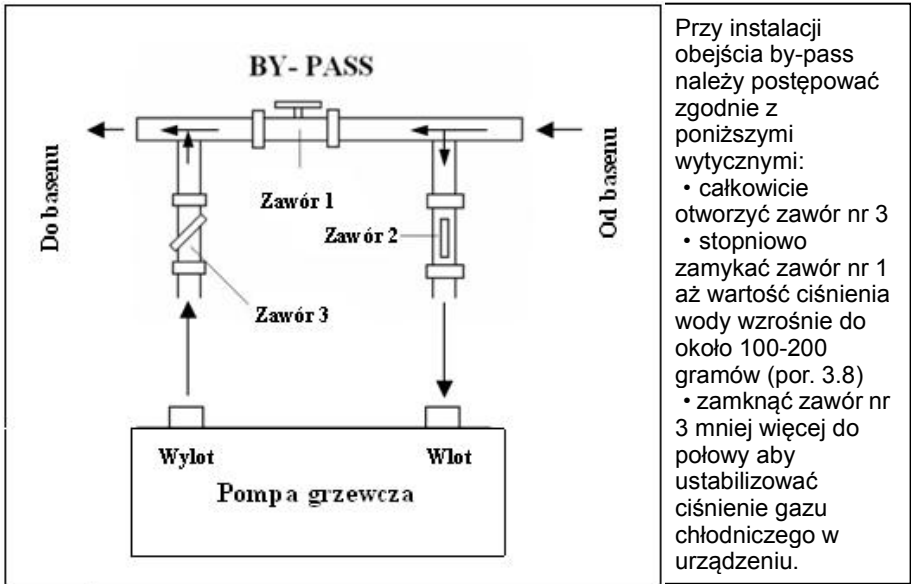 BY- PASS
Do basenu
Od basenu
Zawór 1
Zawór 2
Zawór 3
Wylot
Wlot
Pompa grzewcza
Przy instalacji
obejścia by-pass
należy postępować
zgodnie z
poniższymi
wytycznymi:
• całkowicie
otworzyć zawór nr 3
• stopniowo
zamykać zawór nr 1
aż wartość ciśnienia
wody wzrośnie do
około 100-200
gramów (por. 3.8)
• zamknąć zawór nr
3 mniej więcej do
połowy aby
ustabilizować
ciśnienie gazu
chłodniczego w
urządzeniu.